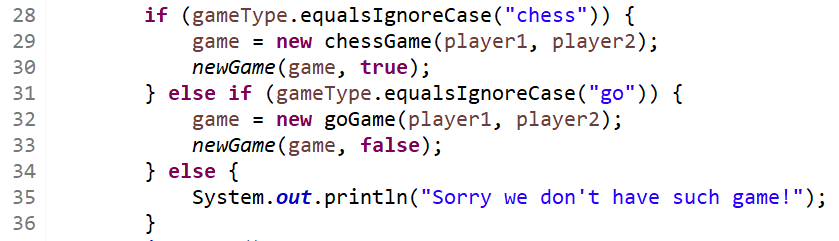 28 if (gameType.equalsIgnoreCase("chess")) {
29 game = new chessGame(player1, player2);
30 newGame(game, true);
31 } else if (gameType.equalsIgnoreCase("go")) {
32 game = new goGame(player1, player2);
33 newGame(game, false);
34 } else {
35 System.out.println("Sorry we don't have such game!");
36 }